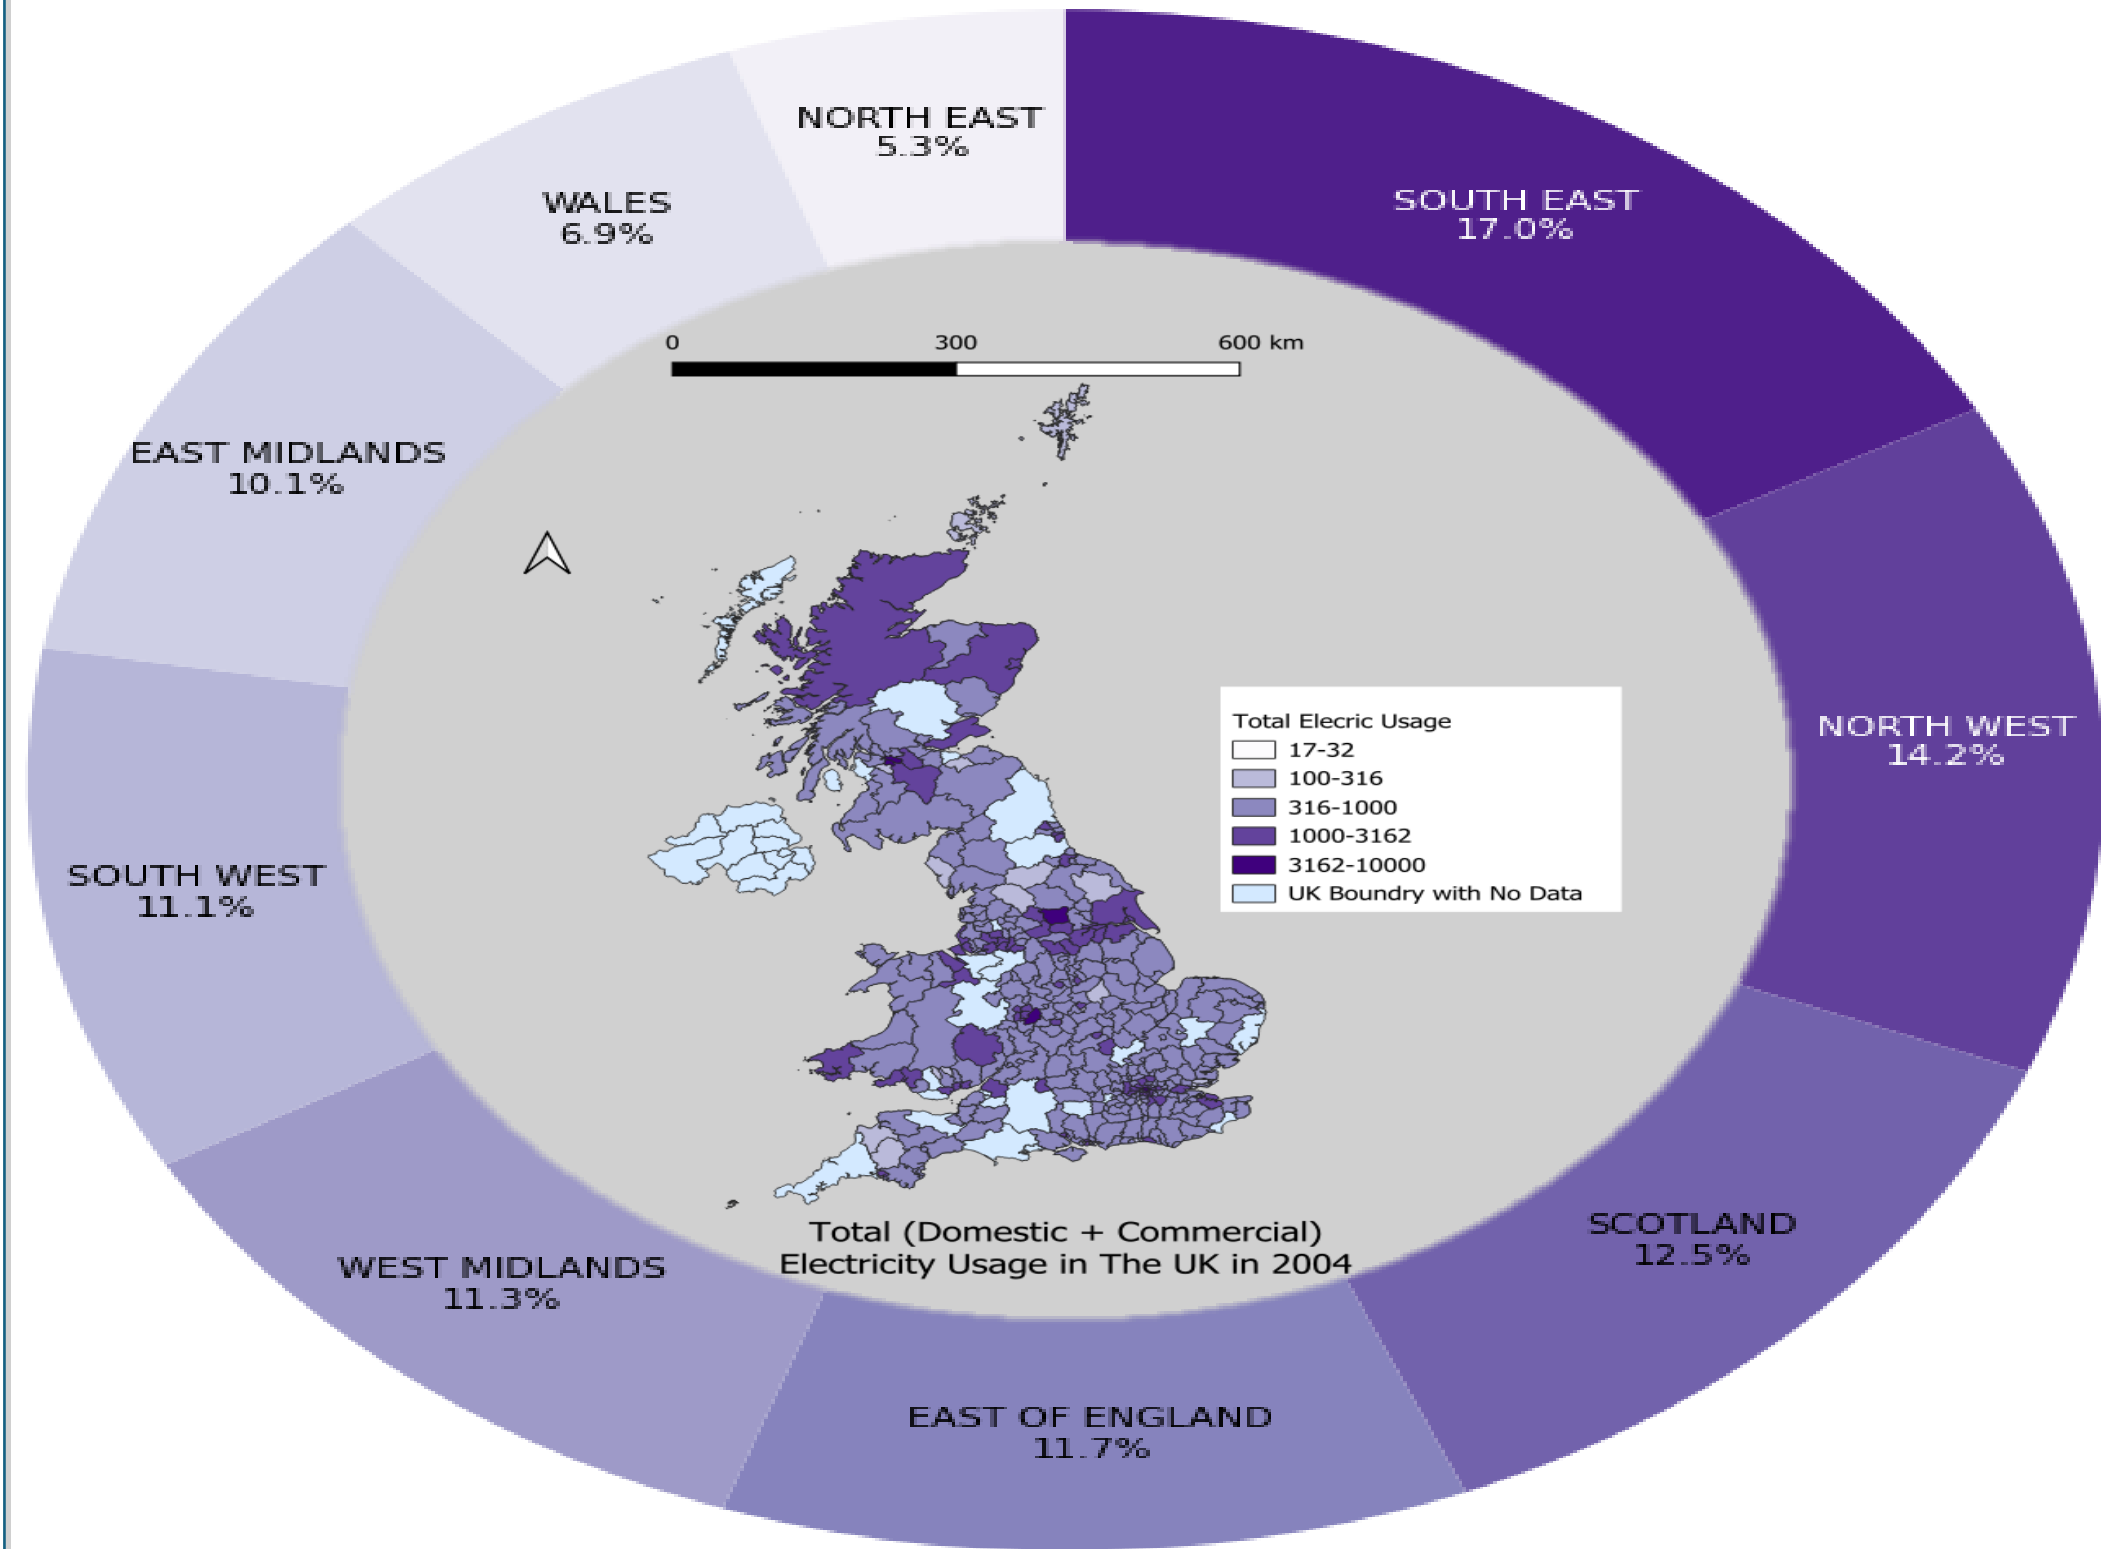 NORTH EAST
5.3%
SOUTH EAST
17.0%
WALES
6.9%
0 300 600 km
EAST MIDLANDS
10.1%
NORTH WEST
14.2%
Total Elecric Usage
17-32
100-316
316-1000
1000-3162
3162-10000
UK Boundry with No Data
SOUTH WEST
11.1%
SCOTLAND
12.5%
Total (Domestic + Commercial)
Electricity Usage in The UK in 2004
WEST MIDLANDS
11.3%
EAST OF ENGLAND
11.7%